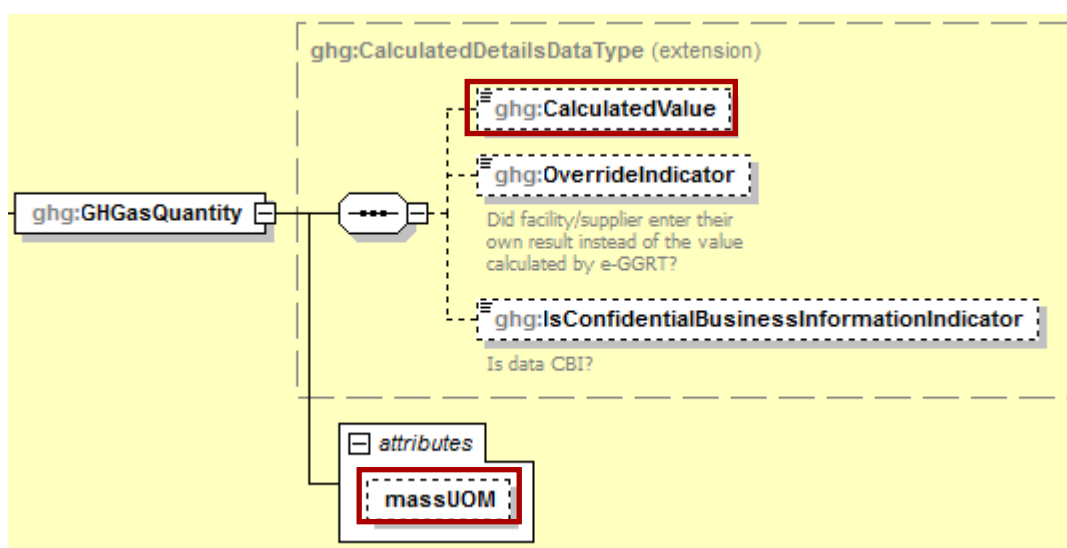 ghg:CalculatedDetailsDataType (extension)
ghg:CalculatedValue
ghg:OverrideIndicator
Did facility/supplier enter their
own result instead of the value
calculated by e-GGRT?
ghg:GHGasQuantity
ghg:IsConfidentialBusinessInformationIndicator
Is data CBI?
attributes
massUOM